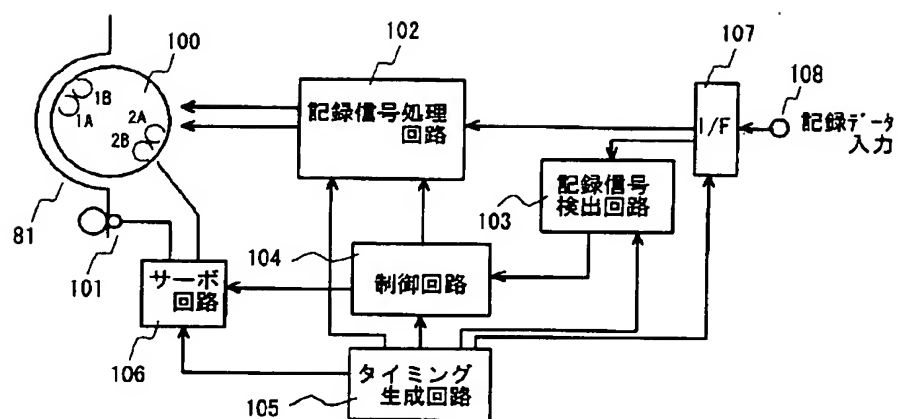 100
102
107
108
1B
1A
2A
2B
記録信号処理
回路
I/F
記録データ
入力
記録信号
検出回路
103
81
101
104
制御回路
サーボ
回路
106
タイミング
生成回路
105